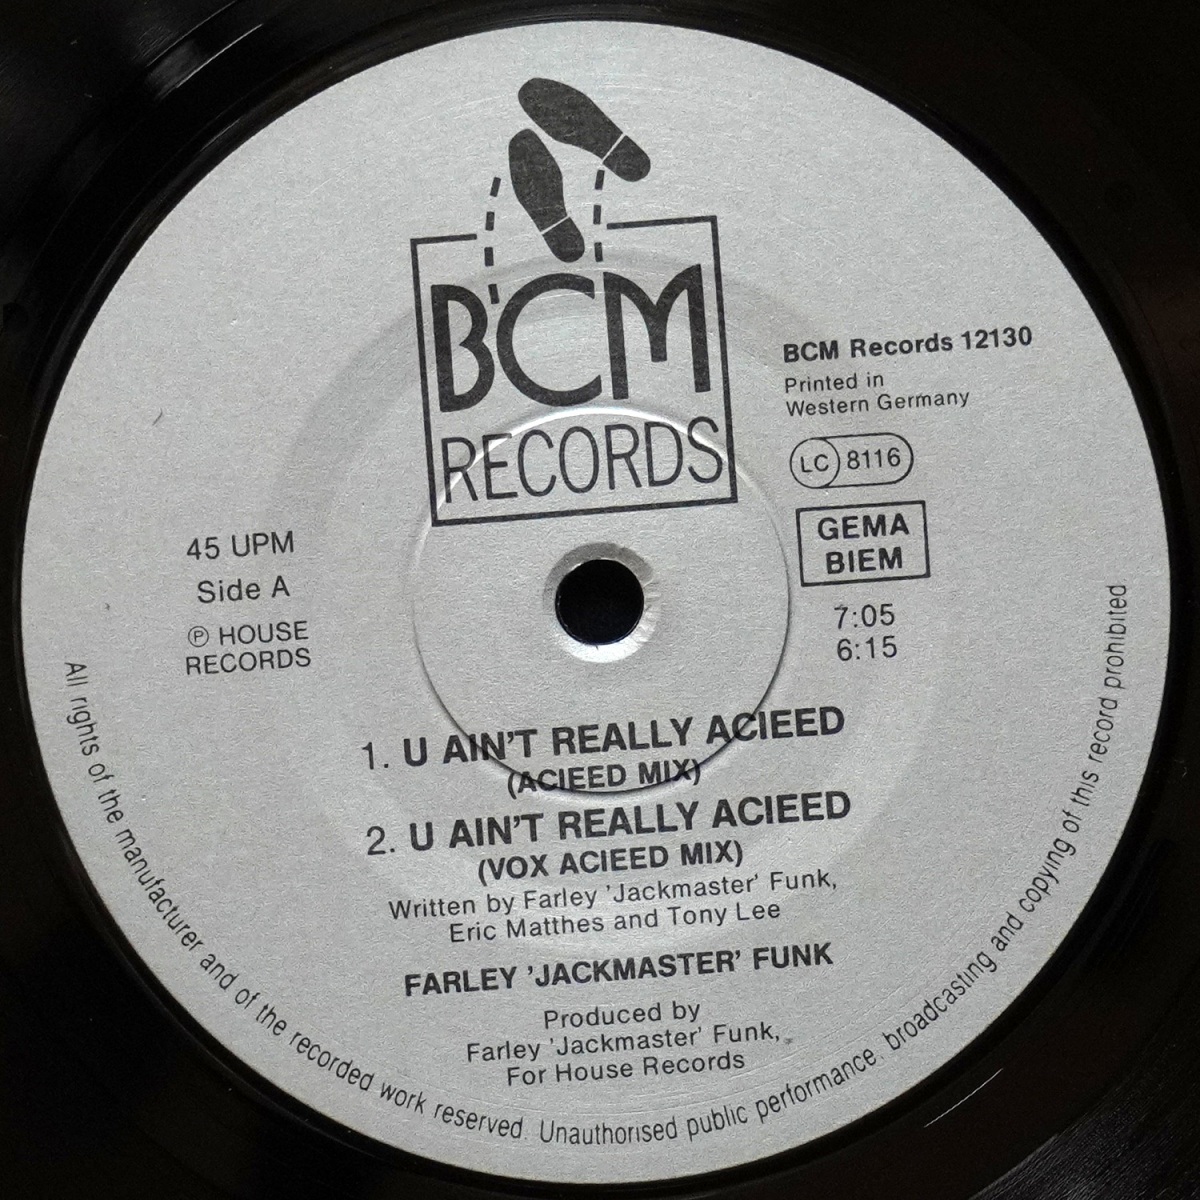 BCM
RECORDS
BCM Records 12130
Printed in
Western Germany
LC 8116
GEMA
BIEM
7:05
6:15
45 UPM
Side A
Ⓟ HOUSE
RECORDS
1. U AIN'T REALLY ACIEED
(ACIEED MIX)
2. U AIN'T REALLY ACIEED
(VOX ACIEED MIX)
Written by Farley 'Jackmaster' Funk,
Eric Matthes and Tony Lee
FARLEY 'JACKMASTER' FUNK
Produced by
Farley 'Jackmaster' Funk,
For House Records
All rights of the manufacturer and of the recorded work reserved. Unauthorised public performance, broadcasting and copying of this record prohibited